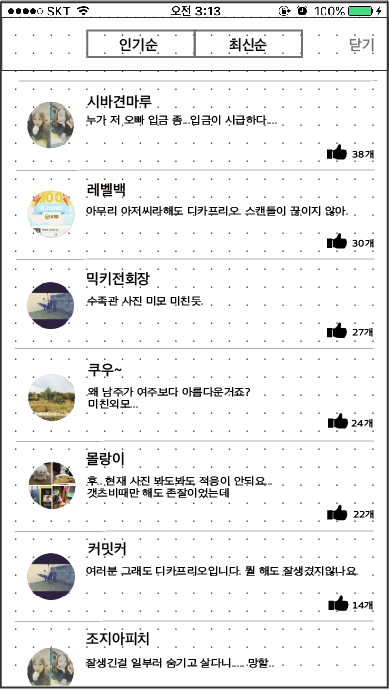 SKT 오전 3:13 100%
인기순 최신순 닫기
시바견마루
누가 저 오빠 입금 좀...입금이 시급하다....
38개
레벨백
아무리 아저씨라해도 디카프리오 스캔들이 끊이지 않아.
30개
믹키전회장
수족관 사진 미모 미친듯.
27개
쿠우~
왜 남주가 여주보다 아름다운거죠?
미친외모...
24개
몰랑이
후.. 현재 사진 봐도봐도 적응이 안되요..
갯츠비때만 해도 존잘이었는데
22개
커밋커
여러분 그래도 디카프리오입니다. 뭘 해도 잘생겼지않나요.
14개
조지아피치
잘생긴걸 일부러 숨기고 살다니..... 망할..